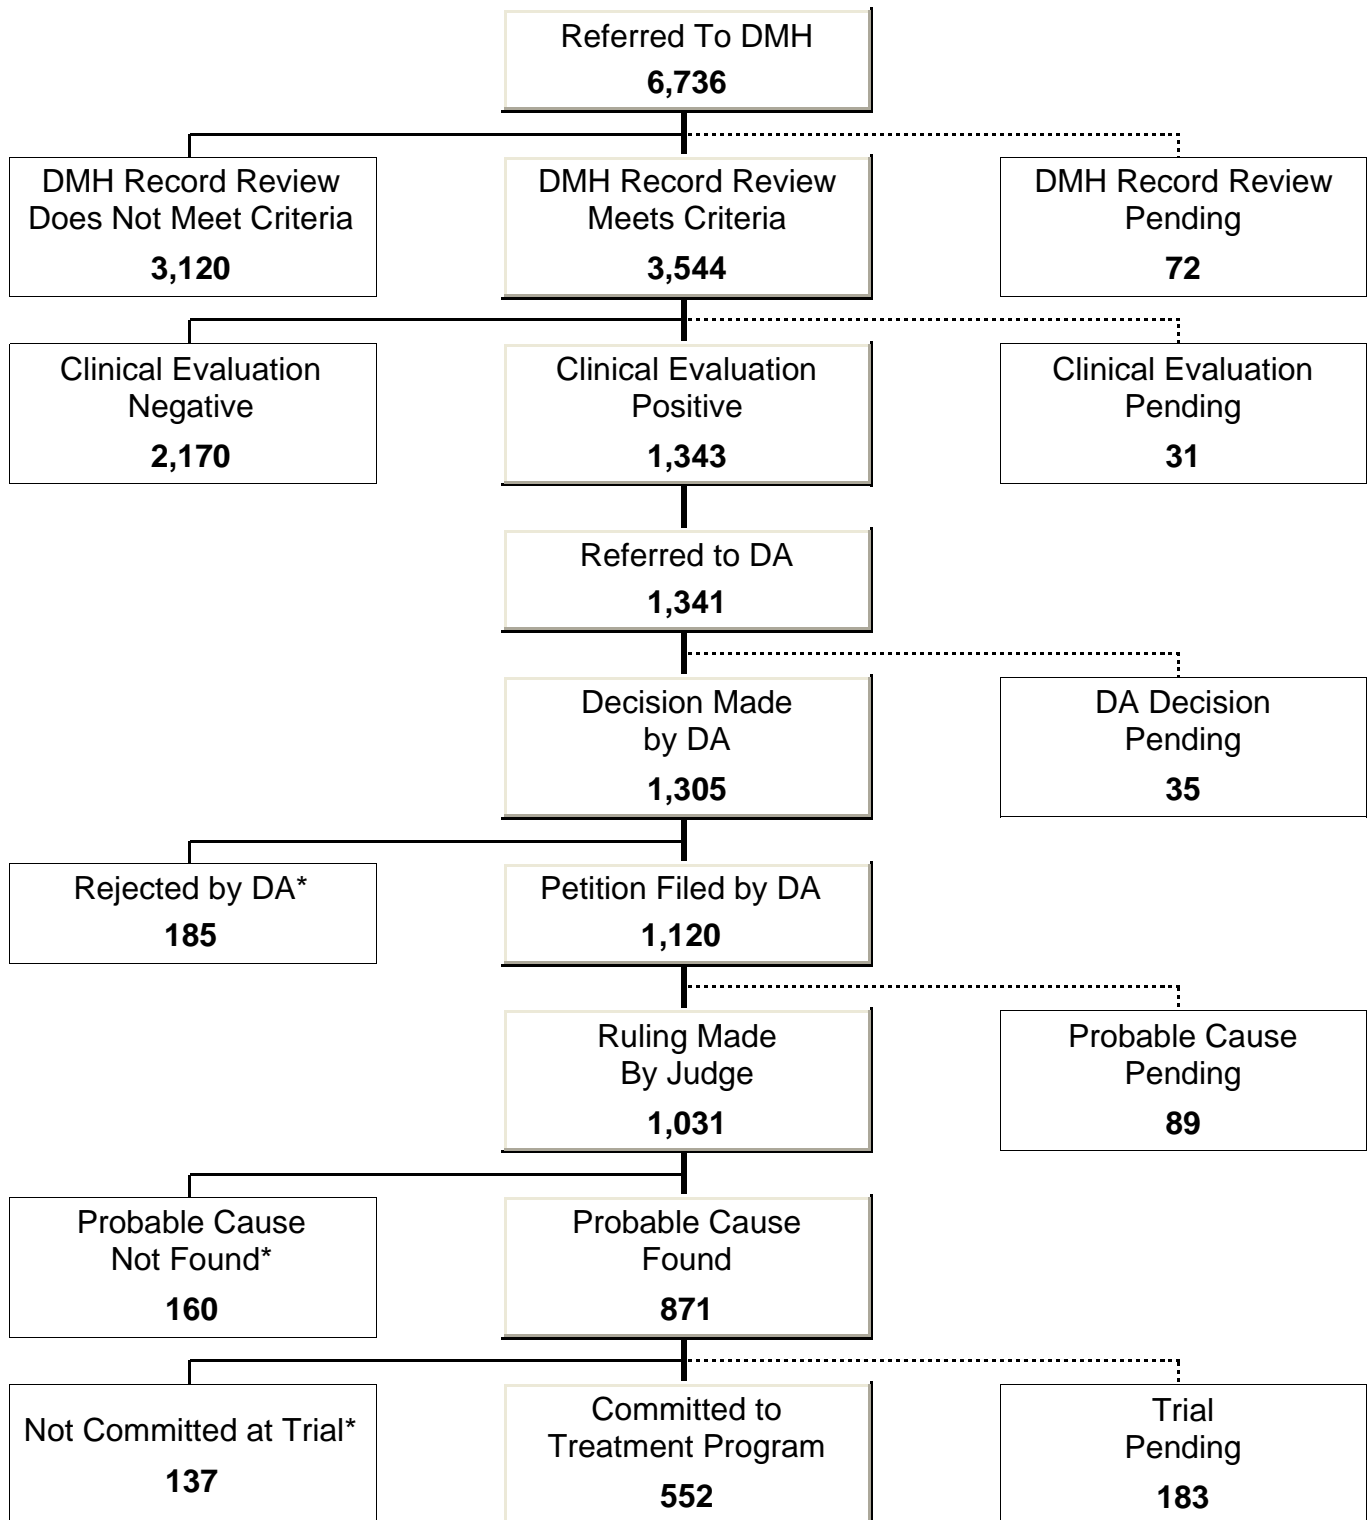 Referred To DMH
6,736
DMH Record Review
Does Not Meet Criteria
3,120
DMH Record Review
Meets Criteria
3,544
DMH Record Review
Pending
72
Clinical Evaluation
Negative
2,170
Clinical Evaluation
Positive
1,343
Clinical Evaluation
Pending
31
Referred to DA
1,341
Decision Made
by DA
1,305
DA Decision
Pending
35
Rejected by DA*
185
Petition Filed by DA
1,120
Ruling Made
By Judge
1,031
Probable Cause
Pending
89
Probable Cause
Not Found*
160
Probable Cause
Found
871
Not Committed at Trial*
137
Committed to
Treatment Program
552
Trial
Pending
183